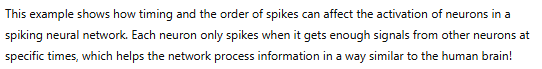 This example shows how timing and the order of spikes can affect the activation of neurons in a
spiking neural network. Each neuron only spikes when it gets enough signals from other neurons at
specific times, which helps the network process information in a way similar to the human brain!